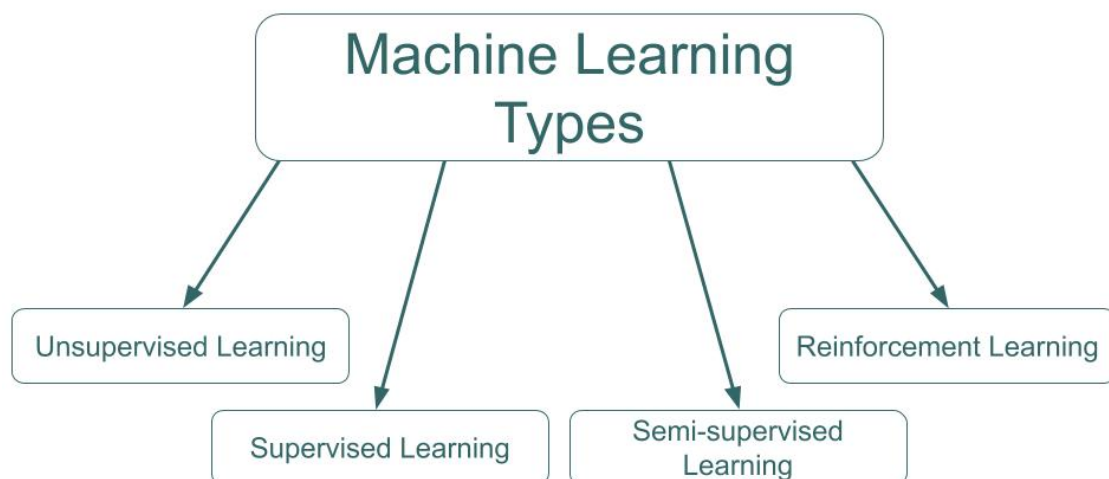 Machine Learning
Types
Unsupervised Learning
Reinforcement Learning
Supervised Learning
Semi-supervised
Learning